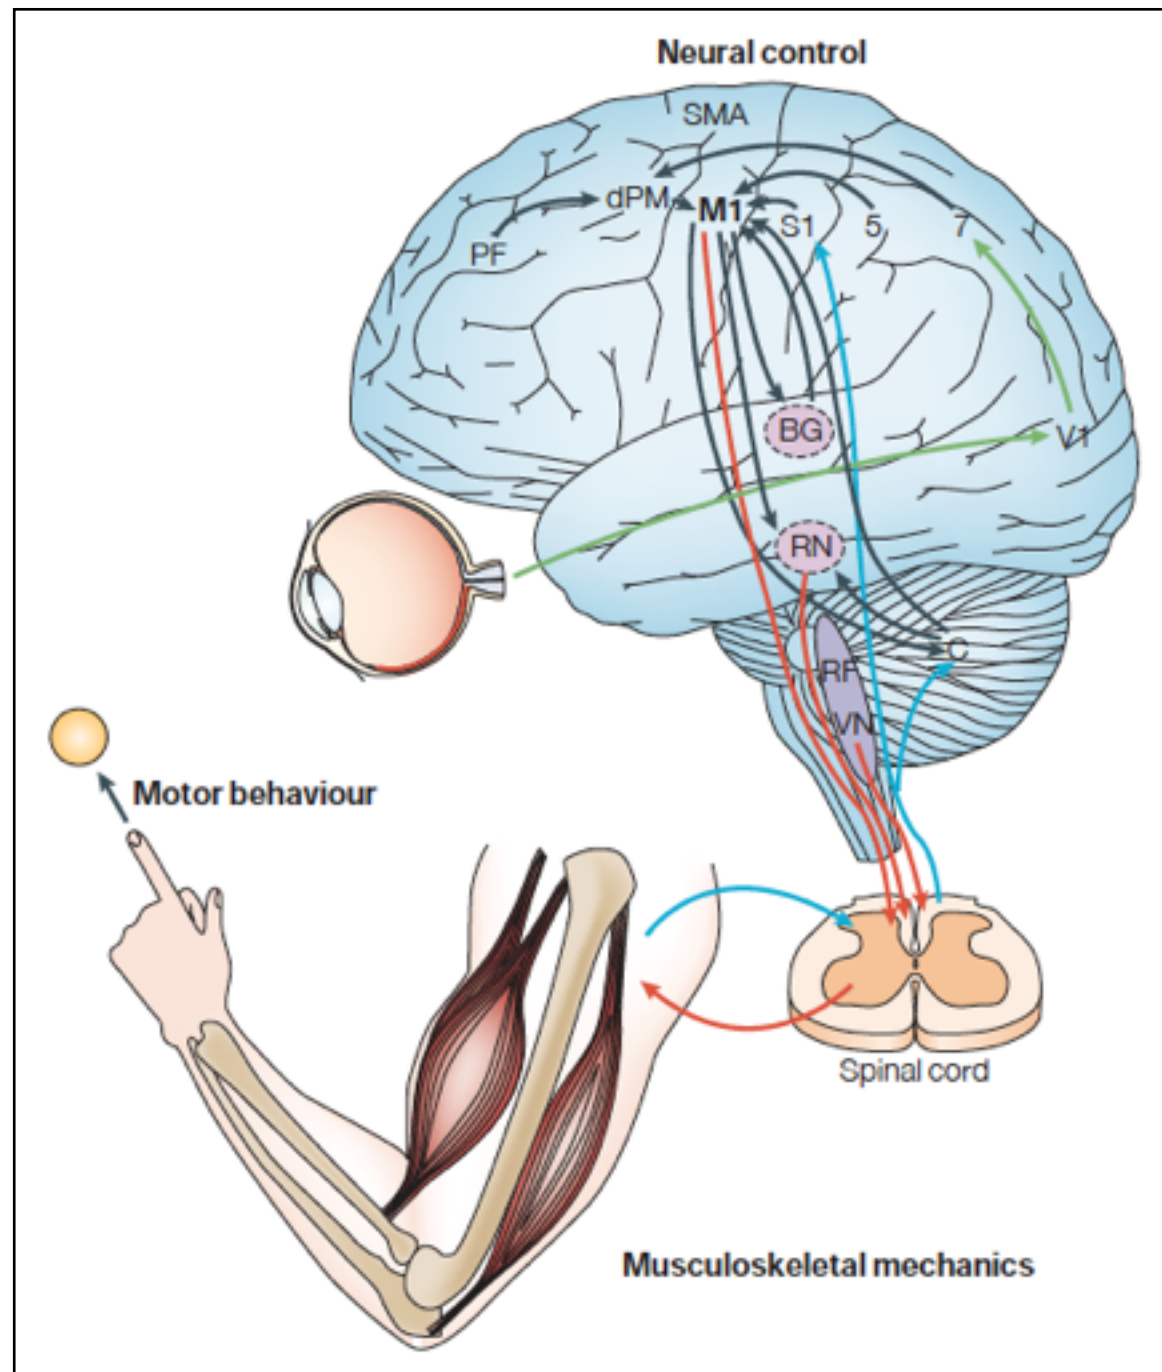 Neural control
SMA
dPM
M1
S1
5
7
PF
BG
V1
RN
C
RF
VN
Motor behaviour
Spinal cord
Musculoskeletal mechanics